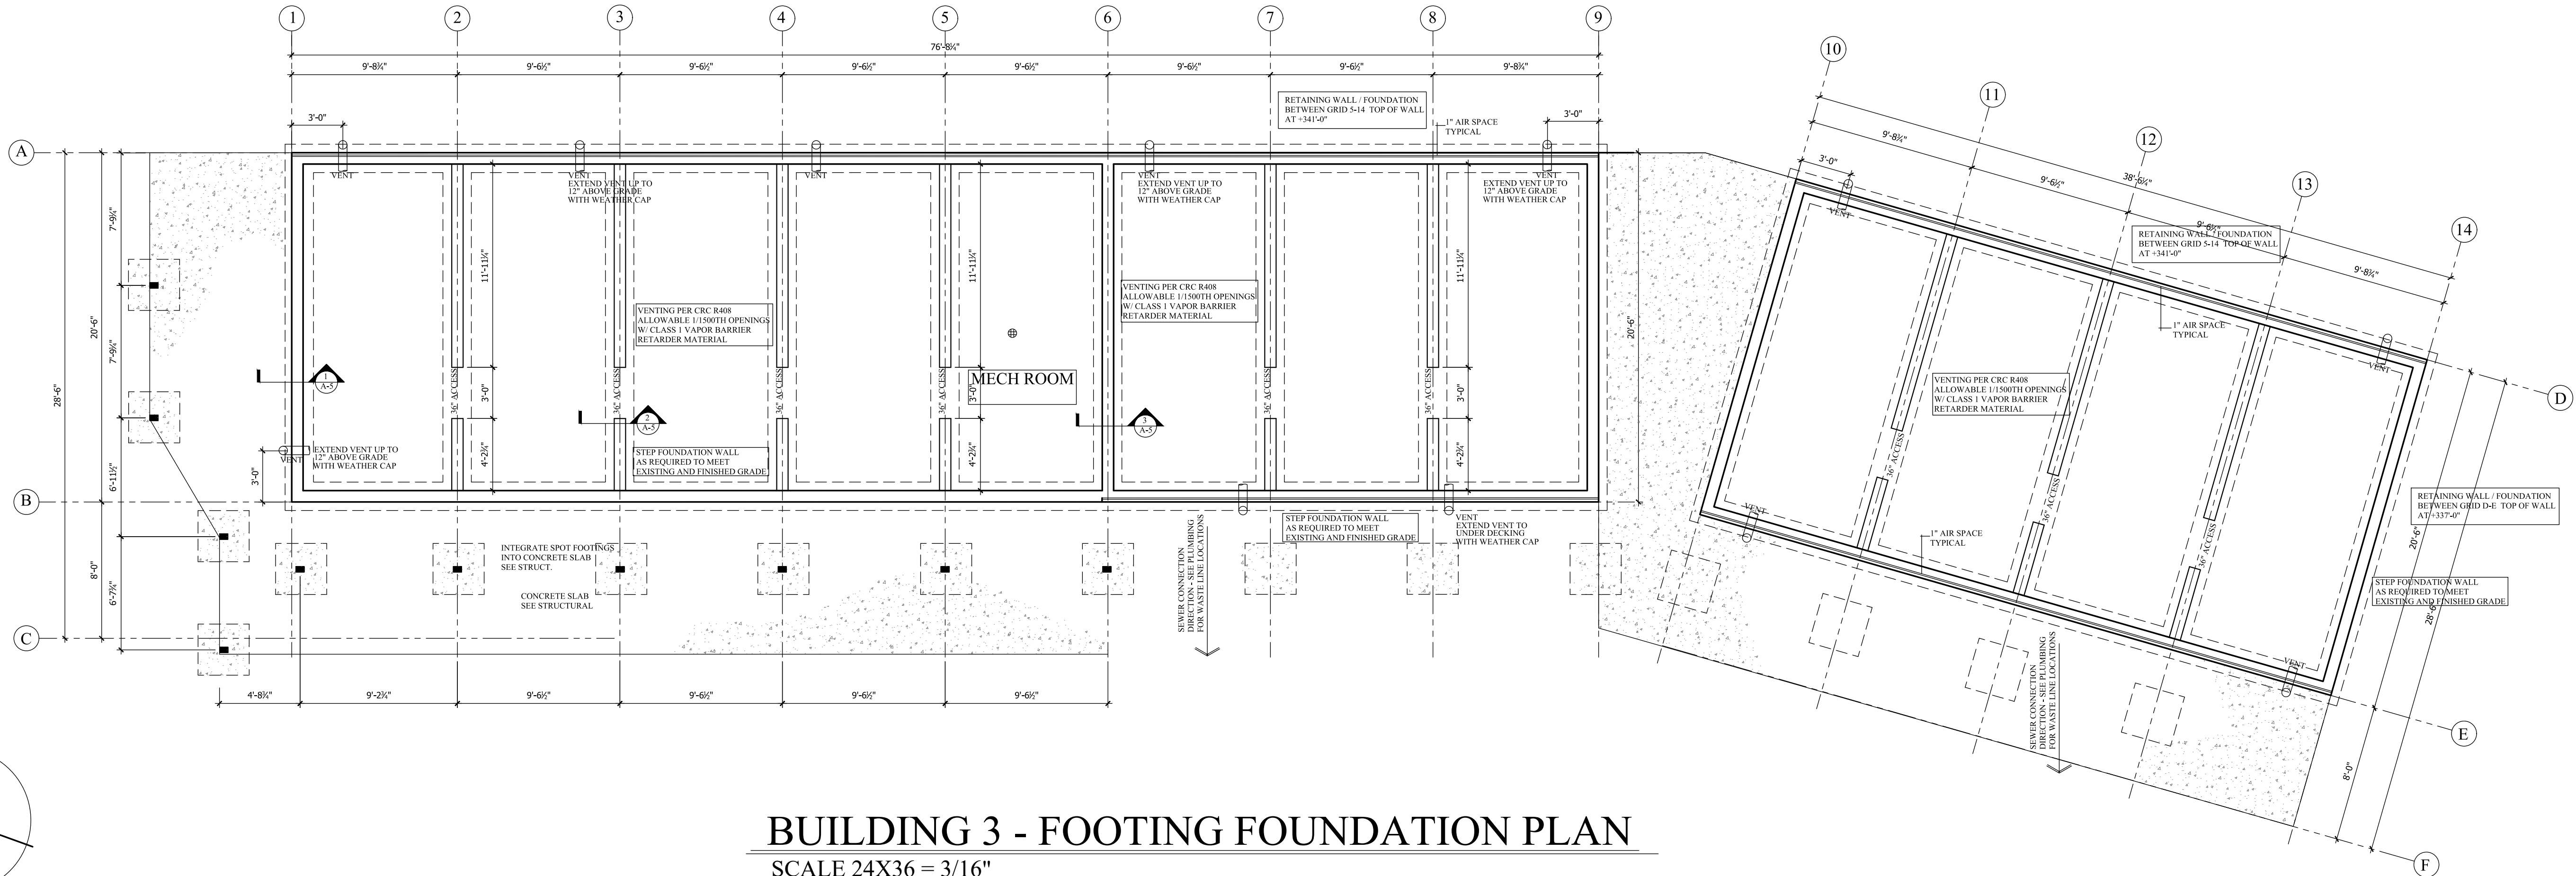 1 2 3 4 5 6 7 8 9
76'-8¼"
9'-8¾" 9'-6½" 9'-6½" 9'-6½" 9'-6½" 9'-6½" 9'-6½" 9'-8¾"
3'-0"
RETAINING WALL / FOUNDATION
BETWEEN GRID 5-14 TOP OF WALL
AT +341'-0"
1" AIR SPACE
TYPICAL
3'-0"
A
B
C
28'-6"
20'-6"
8'-0"
7'-9¼"
7'-9¼"
6'-11½"
6'-7¾"
VENT
VENT
EXTEND VENT UP TO
12" ABOVE GRADE
WITH WEATHER CAP
VENT
VENT
EXTEND VENT UP TO
12" ABOVE GRADE
WITH WEATHER CAP
VENT
EXTEND VENT UP TO
12" ABOVE GRADE
WITH WEATHER CAP
11'-11¼"
11'-11¼"
11'-11¼"
VENTING PER CRC R408
ALLOWABLE 1/1500TH OPENINGS
W/ CLASS 1 VAPOR BARRIER
RETARDER MATERIAL
VENTING PER CRC R408
ALLOWABLE 1/1500TH OPENINGS
W/ CLASS 1 VAPOR BARRIER
RETARDER MATERIAL
20'-6"
1
A-5
2
A-5
3
A-5
MECH ROOM
36" ACCESS
36" ACCESS
36" ACCESS
36" ACCESS
36" ACCESS
36" ACCESS
3'-0"
3'-0"
3'-0"
4'-2¼"
4'-2¼"
4'-2¼"
EXTEND VENT UP TO
12" ABOVE GRADE
WITH WEATHER CAP
VENT
3'-0"
STEP FOUNDATION WALL
AS REQUIRED TO MEET
EXISTING AND FINISHED GRADE
STEP FOUNDATION WALL
AS REQUIRED TO MEET
EXISTING AND FINISHED GRADE
VENT
EXTEND VENT TO
UNDER DECKING
WITH WEATHER CAP
INTEGRATE SPOT FOOTINGS
INTO CONCRETE SLAB
SEE STRUCT.
CONCRETE SLAB
SEE STRUCTURAL
SEWER CONNECTION
DIRECTION - SEE PLUMBING
FOR WASTE LINE LOCATIONS
4'-8¾" 9'-2¾" 9'-6½" 9'-6½" 9'-6½" 9'-6½"
10
11
12
13
14
38'-6¼"
9'-8¾"
9'-6½"
9'-6½"
9'-8¾"
3'-0"
VENT
RETAINING WALL / FOUNDATION
BETWEEN GRID 5-14 TOP OF WALL
AT +341'-0"
1" AIR SPACE
TYPICAL
VENT
VENTING PER CRC R408
ALLOWABLE 1/1500TH OPENINGS
W/ CLASS 1 VAPOR BARRIER
RETARDER MATERIAL
D
36" ACCESS
36" ACCESS
36" ACCESS
VENT
1" AIR SPACE
TYPICAL
RETAINING WALL / FOUNDATION
BETWEEN GRID D-E TOP OF WALL
AT +337'-0"
20'-6"
STEP FOUNDATION WALL
AS REQUIRED TO MEET
EXISTING AND FINISHED GRADE
28'-6"
VENT
SEWER CONNECTION
DIRECTION - SEE PLUMBING
FOR WASTE LINE LOCATIONS
E
8'-0"
F
BUILDING 3 - FOOTING FOUNDATION PLAN
SCALE 24X36 = 3/16"